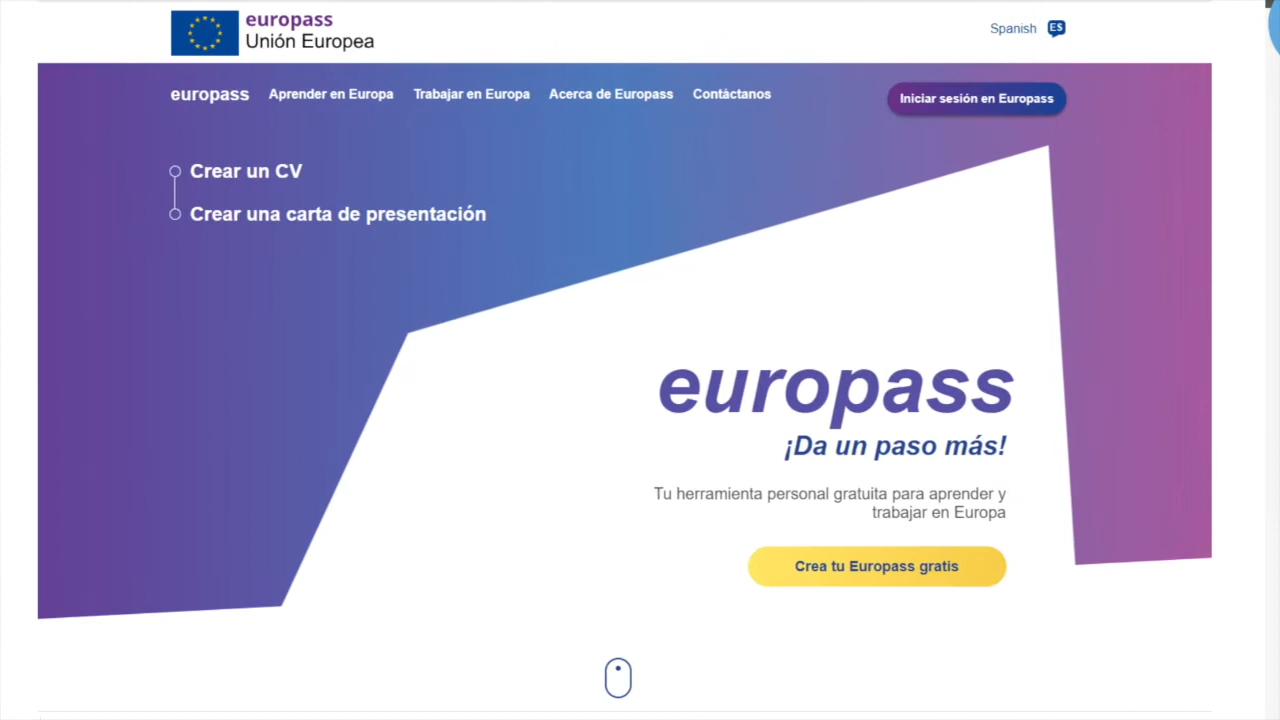 europass
Unión Europea
Spanish ES
europass Aprender en Europa Trabajar en Europa Acerca de Europass Contáctanos Iniciar sesión en Europass
Crear un CV
Crear una carta de presentación
europass
¡Da un paso más!
Tu herramienta personal gratuita para aprender y
trabajar en Europa
Crea tu Europass gratis